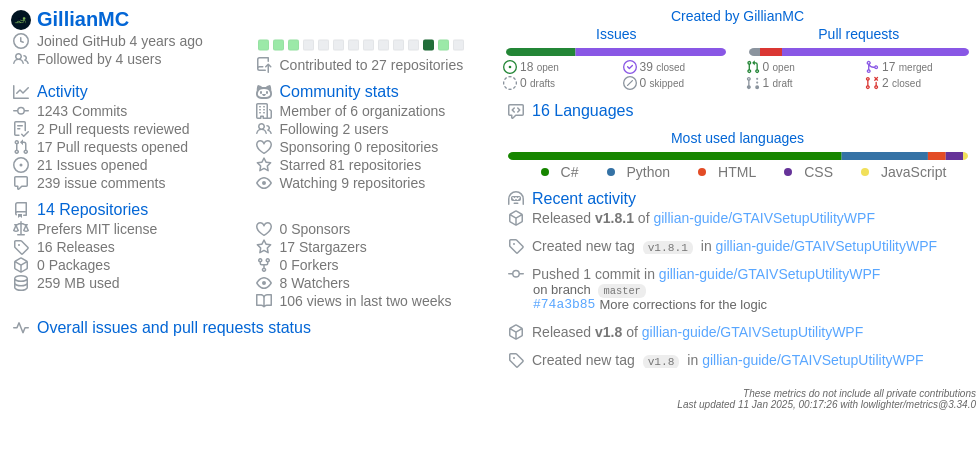 GillianMC
Joined GitHub 4 years ago
Followed by 4 users
Contributed to 27 repositories
Activity
1243 Commits
2 Pull requests reviewed
17 Pull requests opened
21 Issues opened
239 issue comments
Community stats
Member of 6 organizations
Following 2 users
Sponsoring 0 repositories
Starred 81 repositories
Watching 9 repositories
14 Repositories
Prefers MIT license
16 Releases
0 Packages
259 MB used
0 Sponsors
17 Stargazers
0 Forkers
8 Watchers
106 views in last two weeks
Overall issues and pull requests status
Created by GillianMC
Issues
18 open
39 closed
0 drafts
0 skipped
Pull requests
0 open
17 merged
1 draft
2 closed
16 Languages
Most used languages
C# Python HTML CSS JavaScript
Recent activity
Released v1.8.1 of gillian-guide/GTAIVSetupUtilityWPF
Created new tag v1.8.1 in gillian-guide/GTAIVSetupUtilityWPF
Pushed 1 commit in gillian-guide/GTAIVSetupUtilityWPF
on branch master
#74a3b85 More corrections for the logic
Released v1.8 of gillian-guide/GTAIVSetupUtilityWPF
Created new tag v1.8 in gillian-guide/GTAIVSetupUtilityWPF
These metrics do not include all private contributions
Last updated 11 Jan 2025, 00:17:26 with lowlighter/metrics@3.34.0